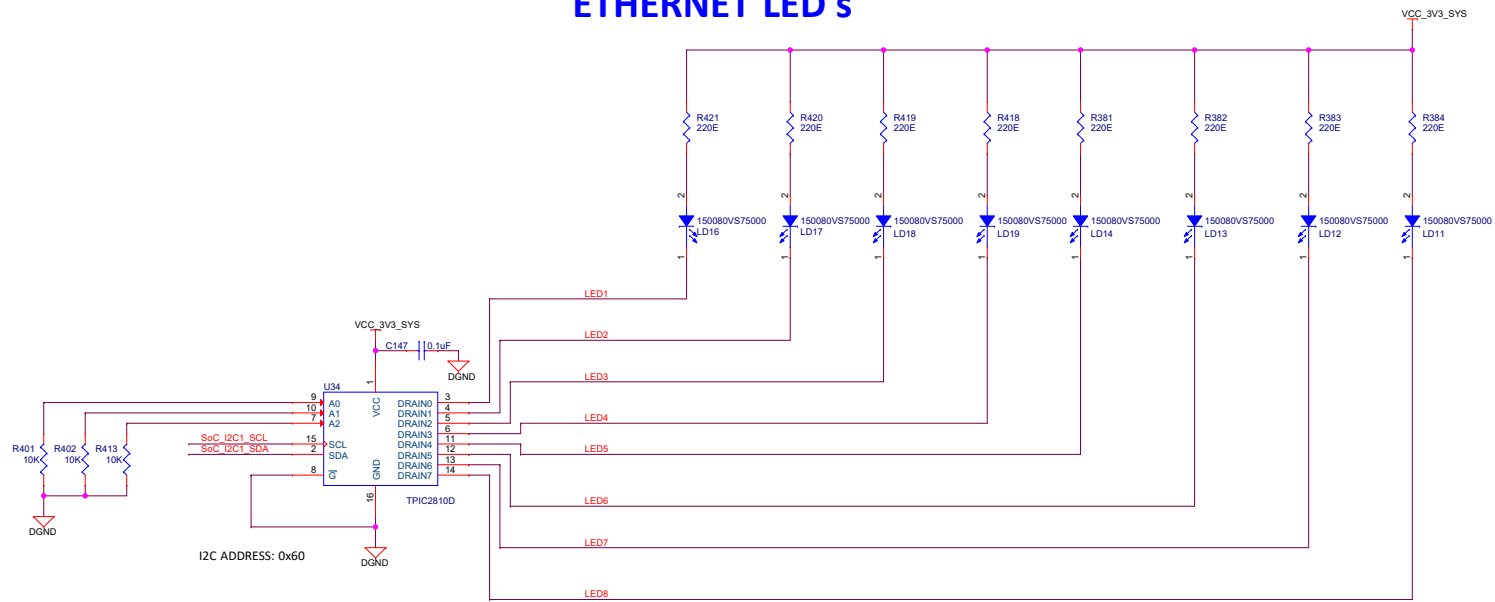 ETHERNET LED's
VCC_3V3_SYS
R421
220E
R420
220E
R419
220E
R418
220E
R381
220E
R382
220E
R383
220E
R384
220E
2 2 2 2 2 2 2 2
150080VS75000
LD16
150080VS75000
LD17
150080VS75000
LD18
150080VS75000
LD19
150080VS75000
LD14
150080VS75000
LD13
150080VS75000
LD12
150080VS75000
LD11
1 1 1 1 1 1 1 1
LED1
LED2
LED3
LED4
LED5
LED6
LED7
LED8
VCC_3V3_SYS
C147 0.1uF
DGND
1
U34
9 A0 VCC DRAIN0 3
10 A1 DRAIN1 4
7 A2 DRAIN2 5
DRAIN3 6
SoC_I2C1_SCL 15 SCL DRAIN4 11
SoC_I2C1_SDA 2 SDA DRAIN5 12
DRAIN6 13
8 G GND DRAIN7 14
16
TPIC2810D
R401
10K
R402
10K
R413
10K
DGND
DGND
I2C ADDRESS: 0x60